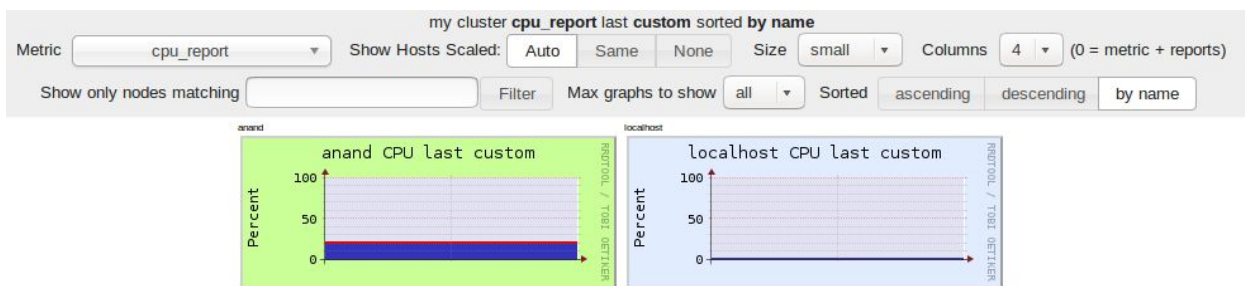 my cluster cpu_report last custom sorted by name
Metric cpu_report Show Hosts Scaled: Auto Same None Size small Columns 4 (0 = metric + reports)
Show only nodes matching Filter Max graphs to show all Sorted ascending descending by name
anand
anand CPU last custom
Percent
100
50
0
RRDTOOL / TOBI OETIKER
localhost
localhost CPU last custom
Percent
100
50
0
RRDTOOL / TOBI OETIKER